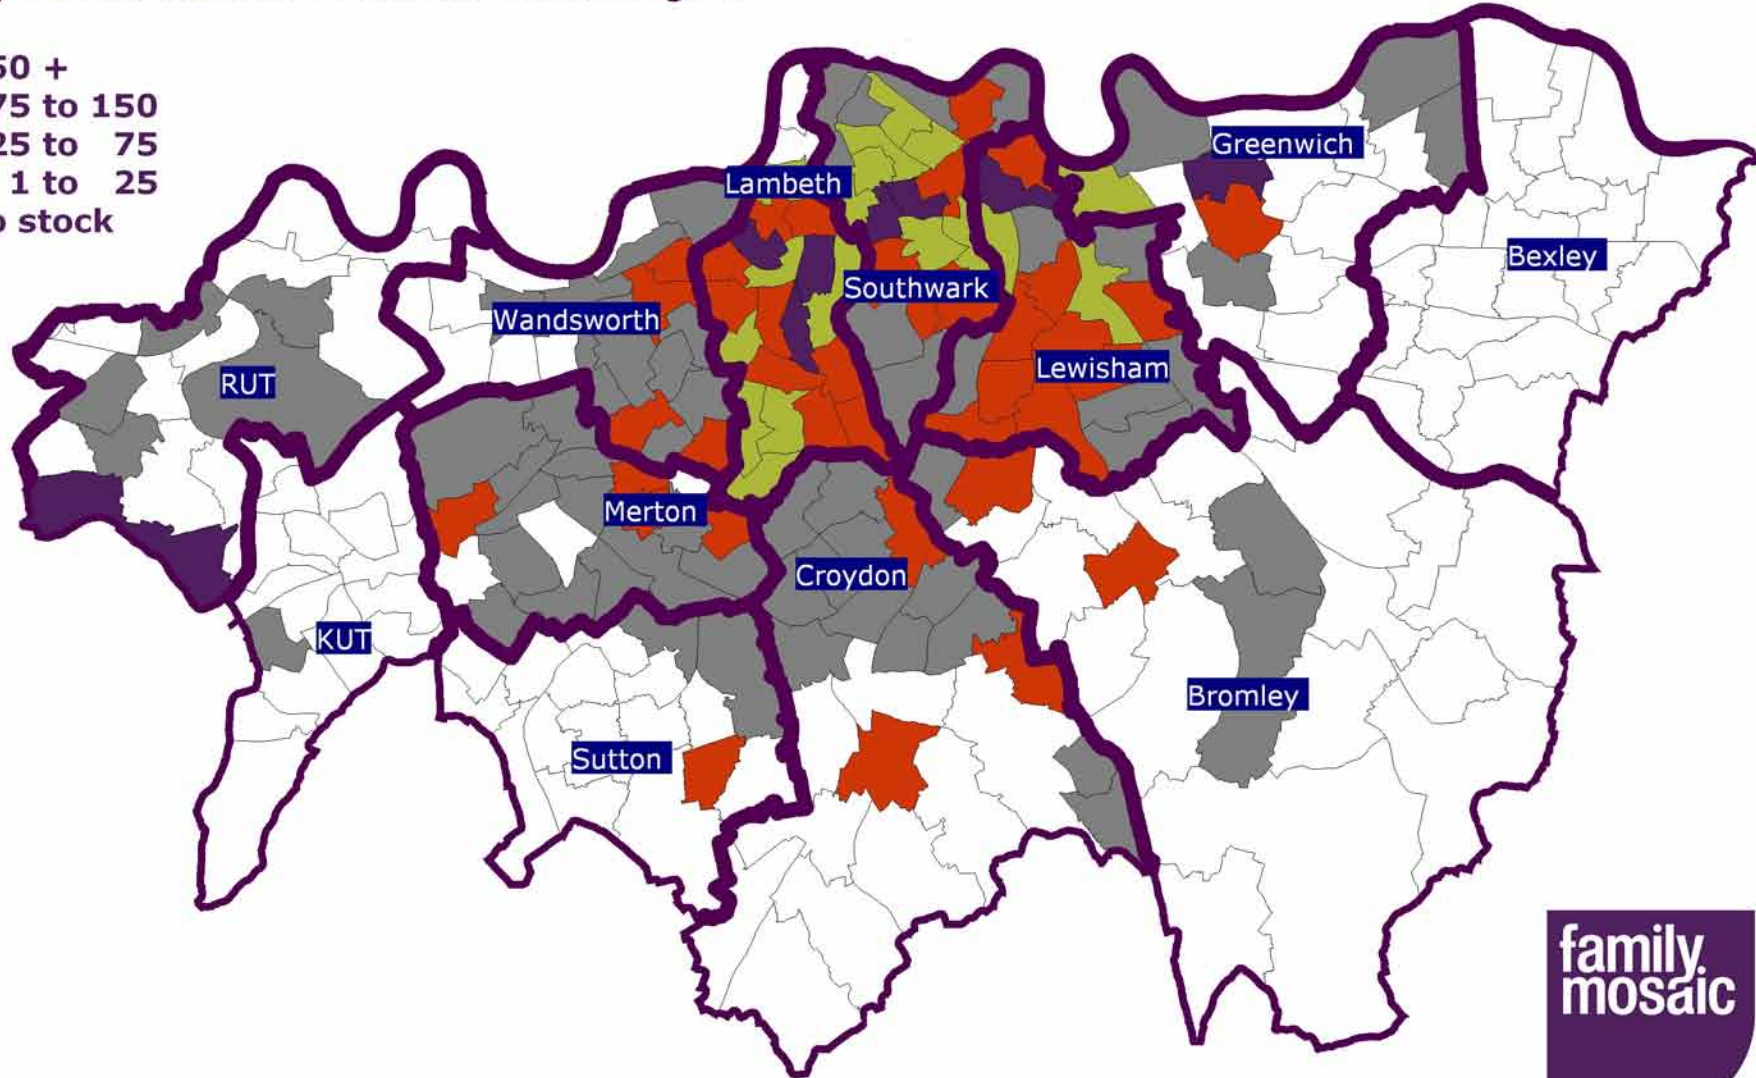 50 +
75 to 150
25 to 75
1 to 25
stock
Greenwich
Lambeth
Bexley
Southwark
Wandsworth
Lewisham
RUT
Merton
Croydon
KUT
Bromley
Sutton
family
mosaic